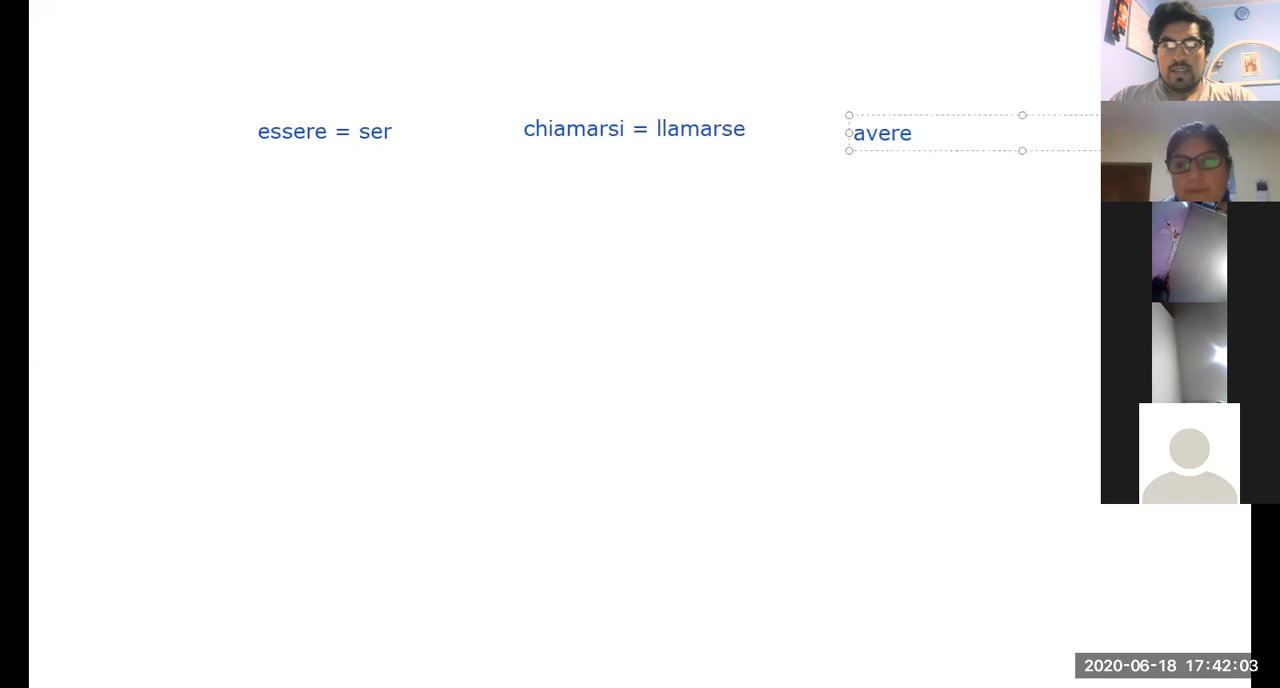 essere = ser
chiamarsi = llamarse
avere
2020-06-18 17:42:03